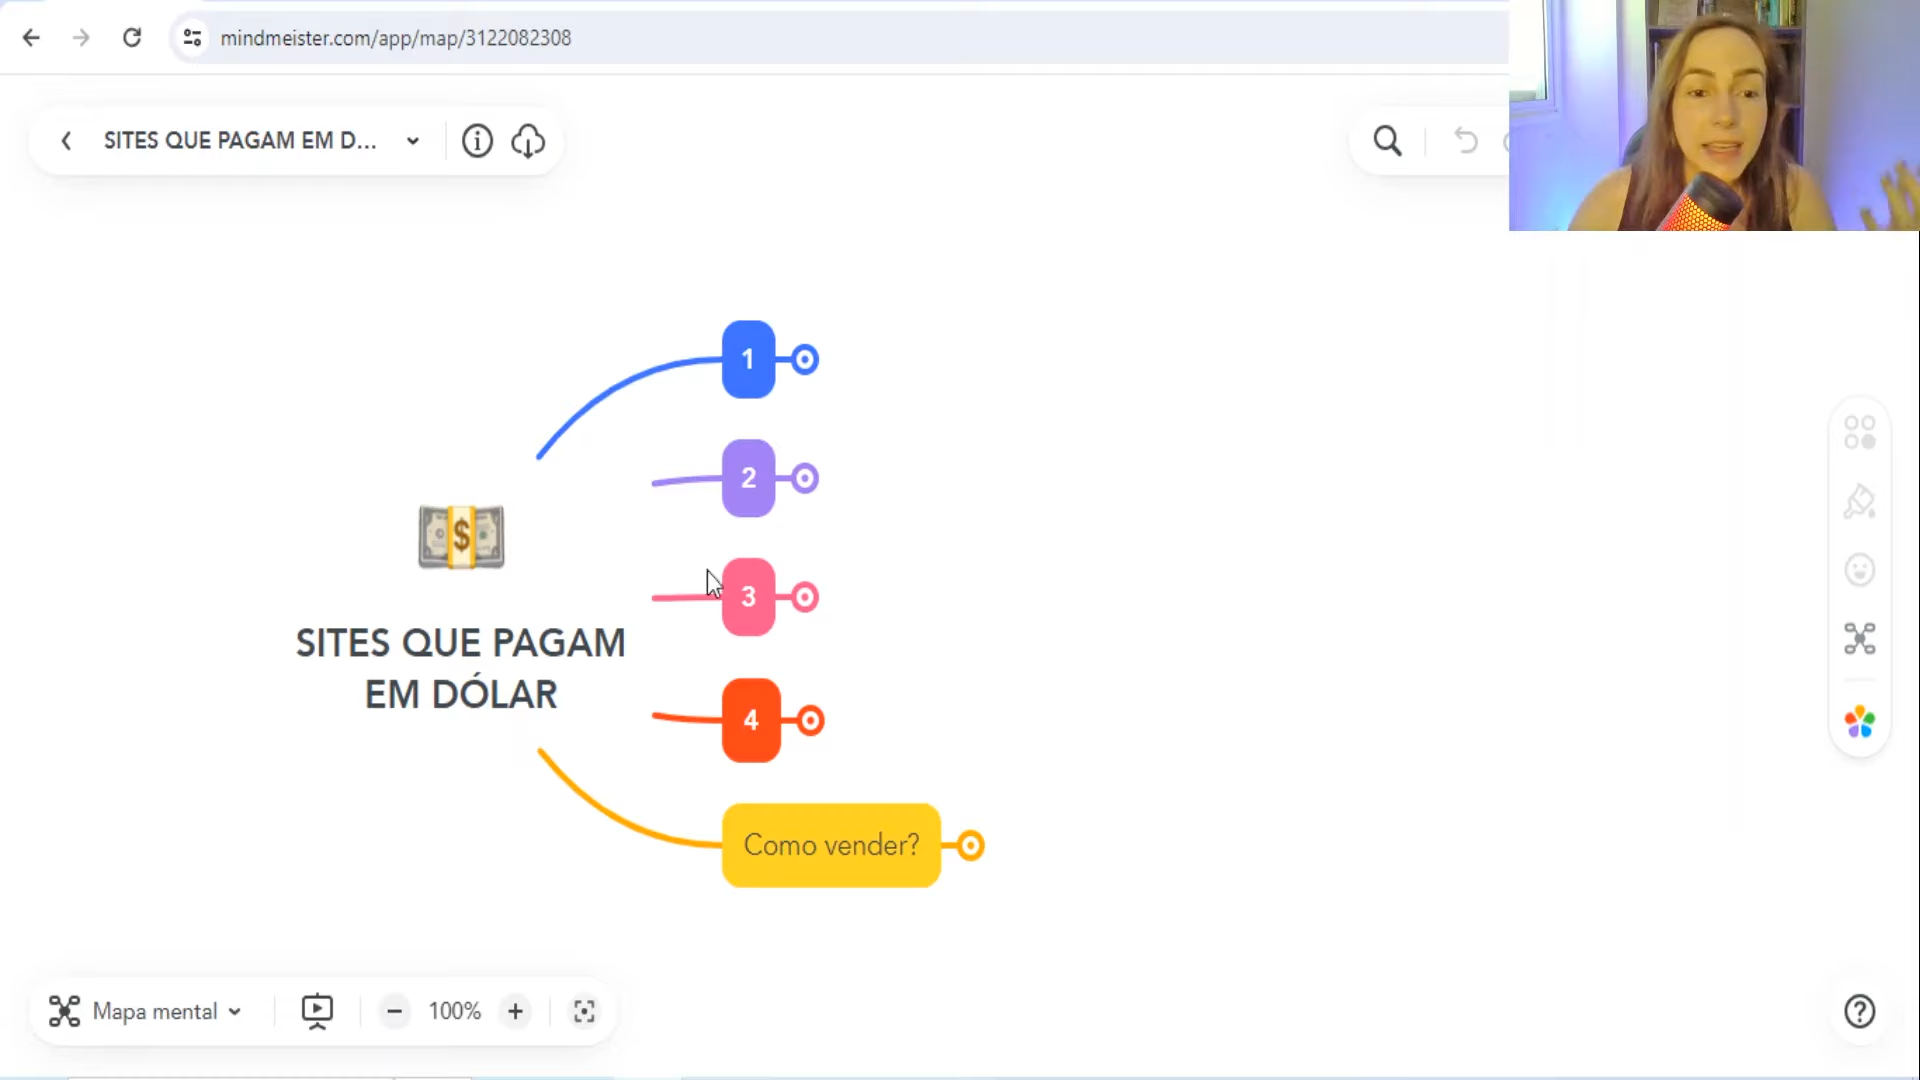 mindmeister.com/app/map/3122082308
SITES QUE PAGAM EM D...
1
2
3
4
$
SITES QUE PAGAM
EM DÓLAR
Como vender?
Mapa mental
100%